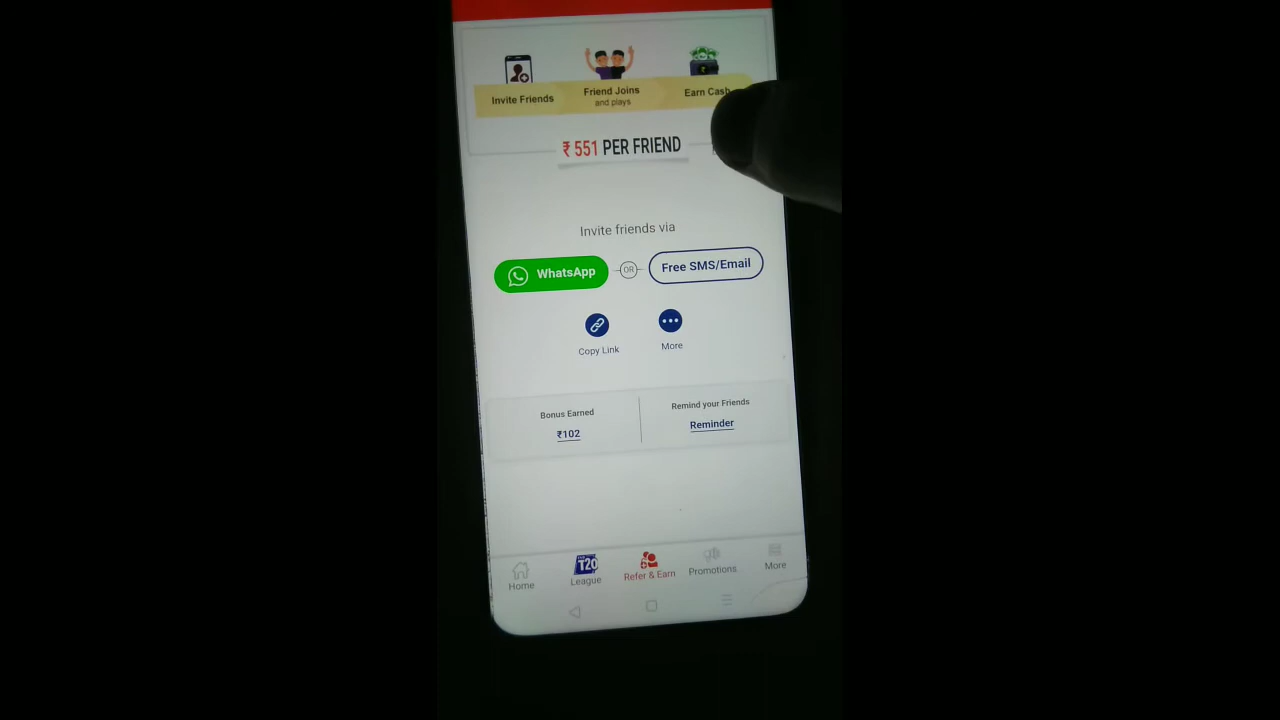 Invite Friends
Friend Joins
and plays
Earn Cash
₹ 551 PER FRIEND
Invite friends via
WhatsApp
OR
Free SMS/Email
Copy Link
More
Bonus Earned
₹102
Remind your Friends
Reminder
Home
T20
League
Refer & Earn
Promotions
More